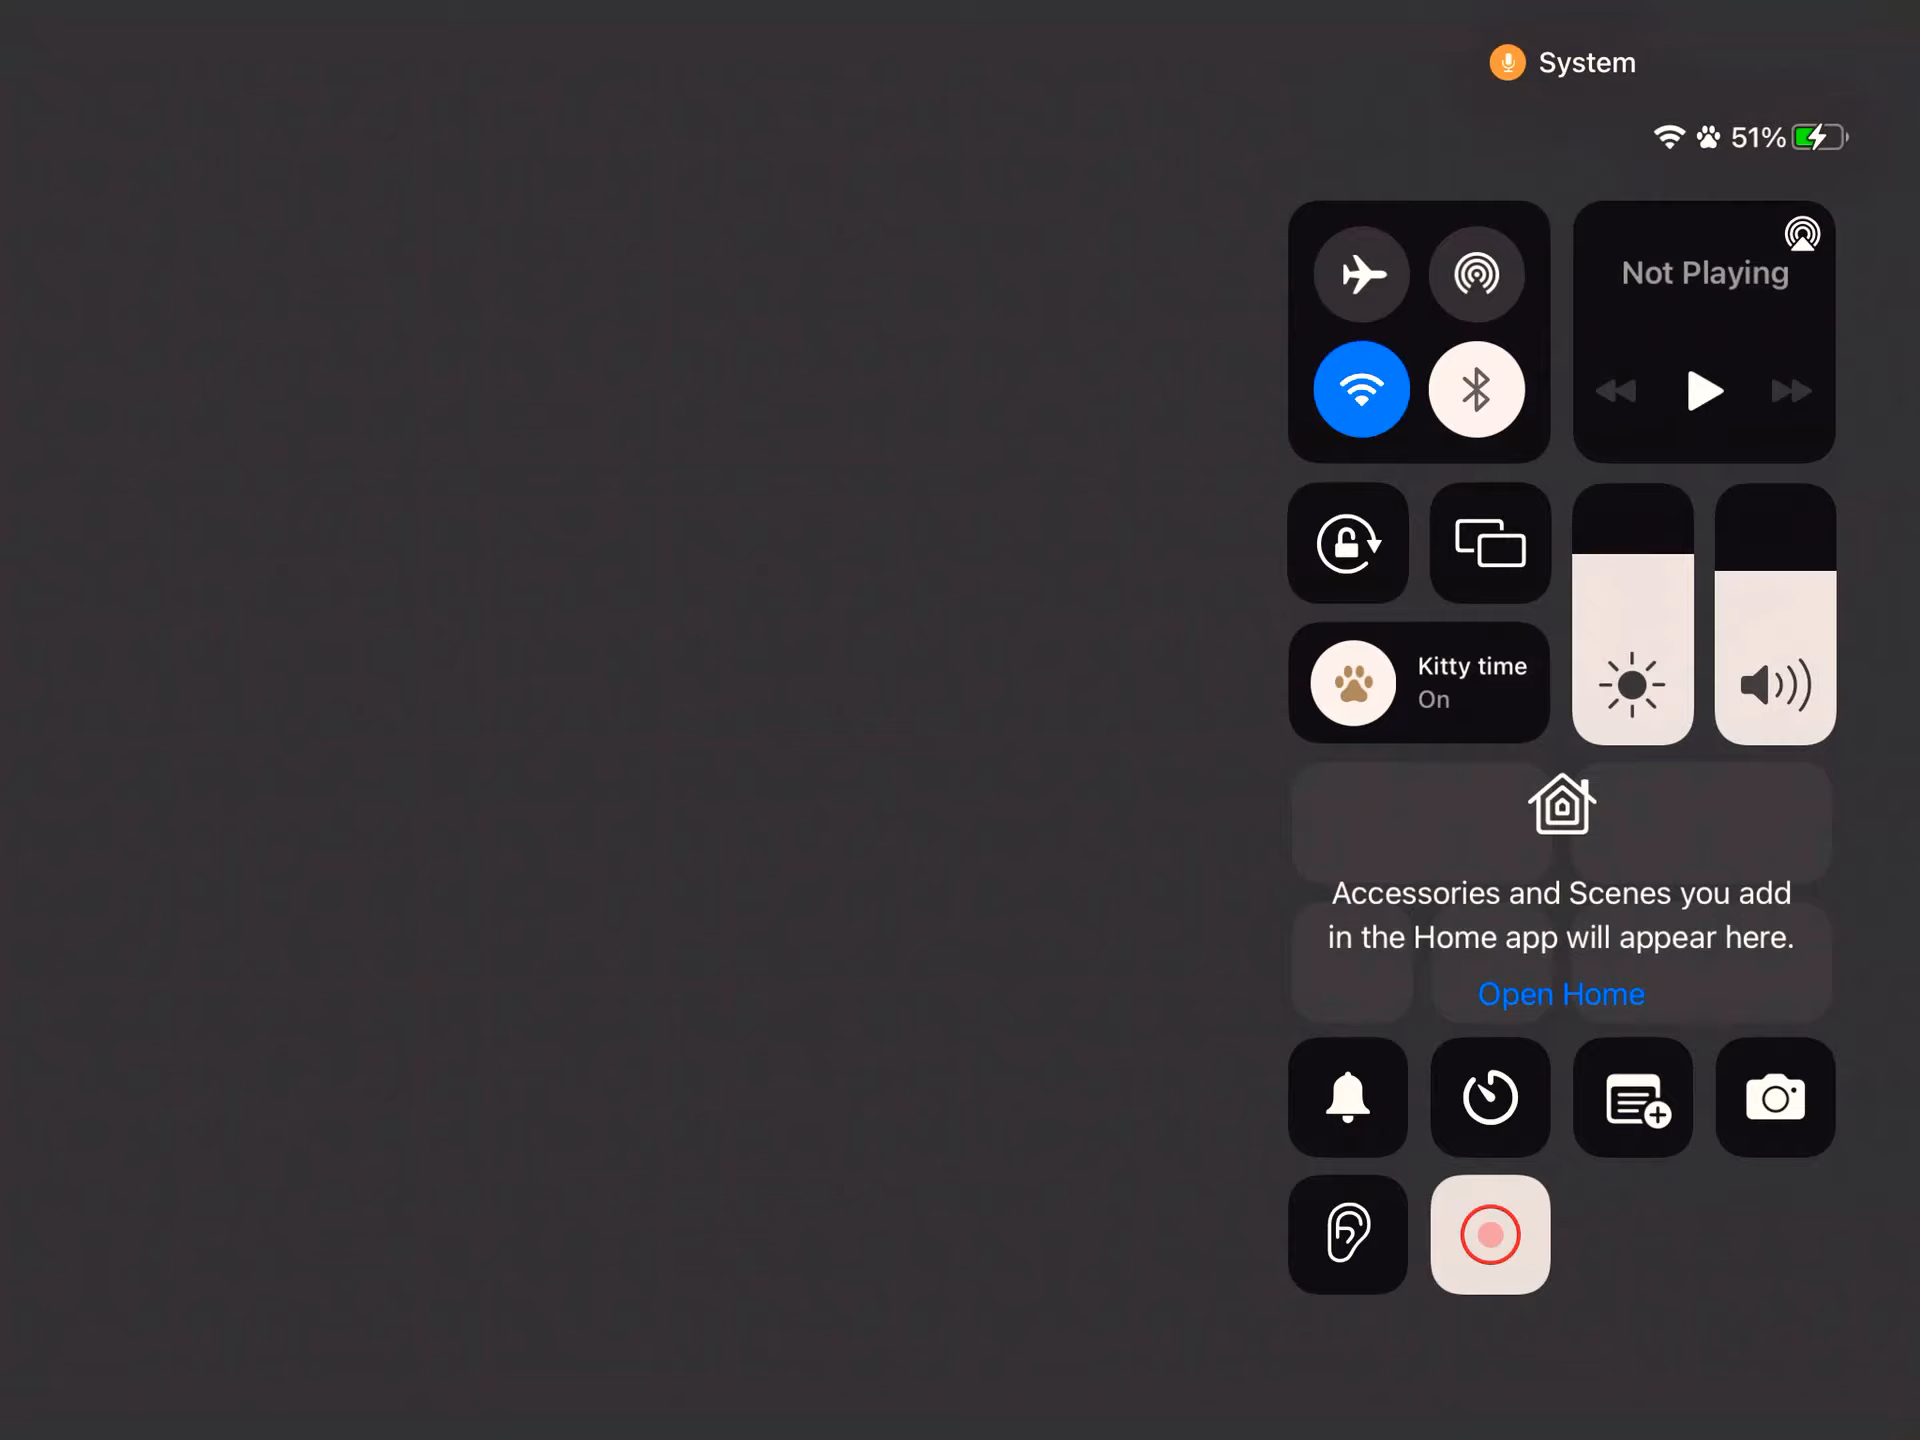 System
51%
Not Playing
Kitty time
On
Accessories and Scenes you add
in the Home app will appear here.
Open Home